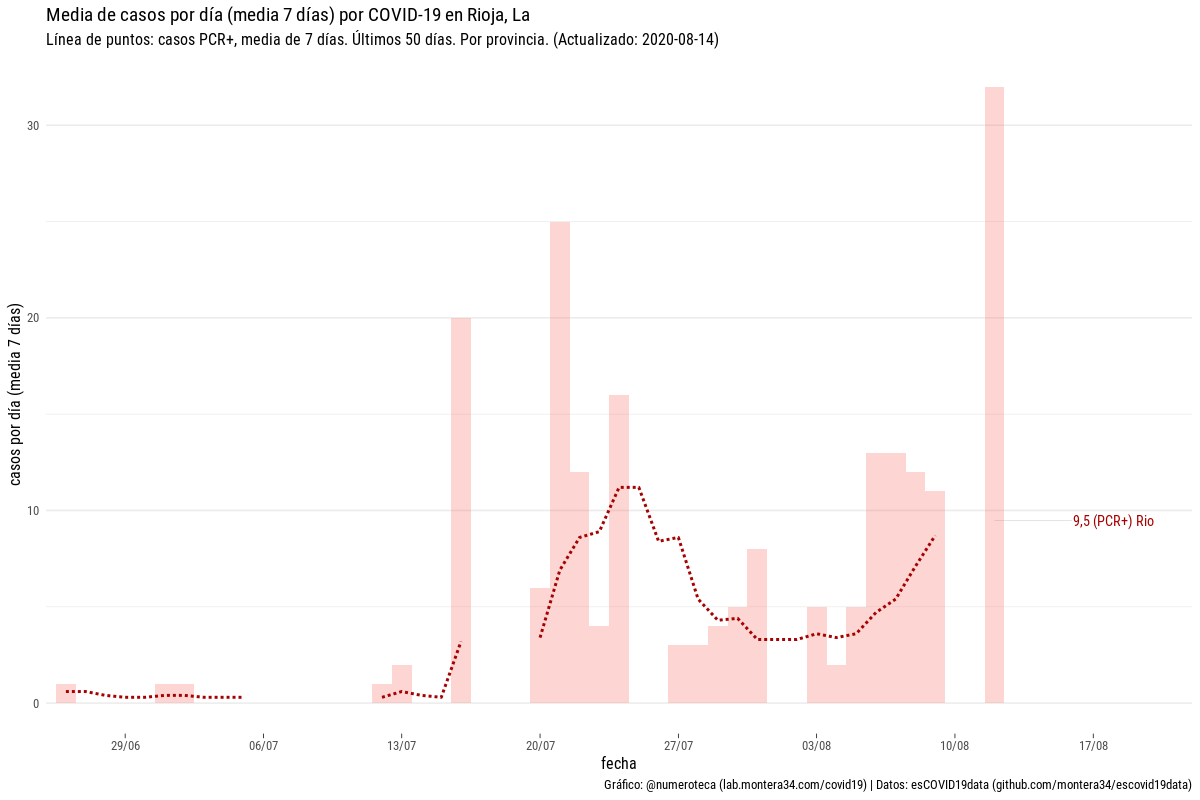 Media de casos por día (media 7 días) por COVID-19 en Rioja, La
Línea de puntos: casos PCR+, media de 7 días. Últimos 50 días. Por provincia. (Actualizado: 2020-08-14)
casos por día (media 7 días)
30
20
10
0
9,5 (PCR+) Rio
29/06
06/07
13/07
20/07
27/07
03/08
10/08
17/08
fecha
Gráfico: @numeroteca (lab.montera34.com/covid19) | Datos: esCOVID19data (github.com/montera34/escovid19data)